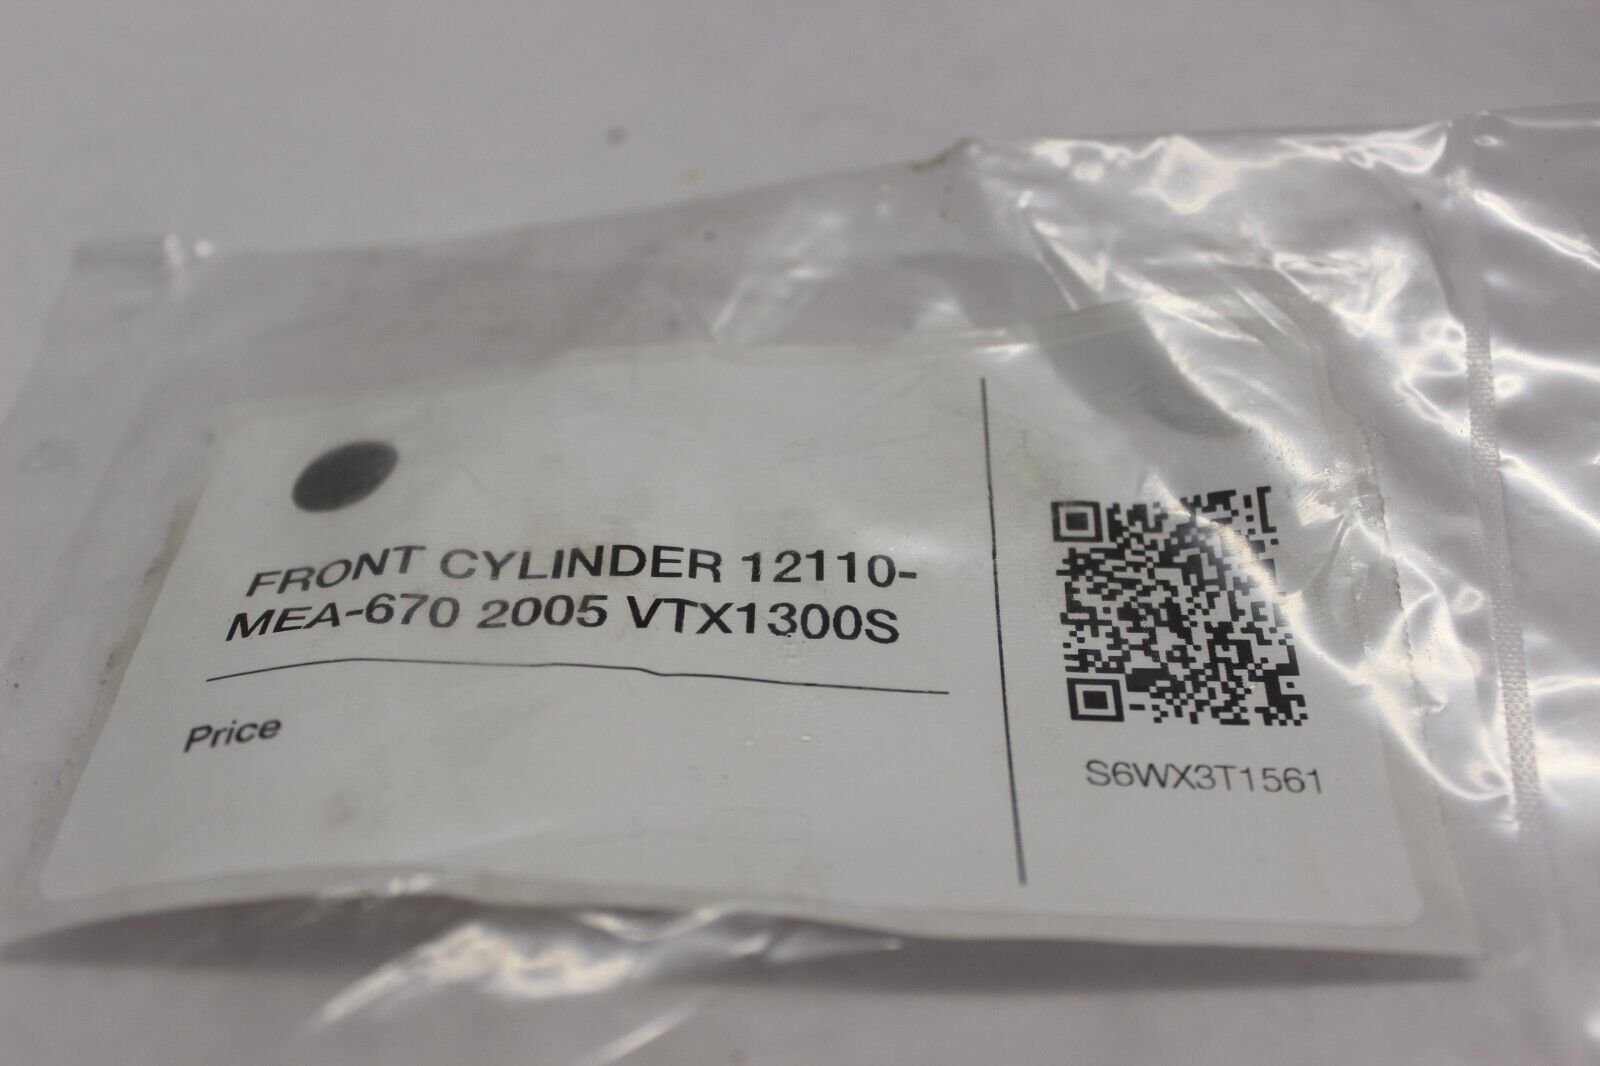 FRONT CYLINDER 12110-
MEA-670 2005 VTX1300S
Price
S6WX3T1561